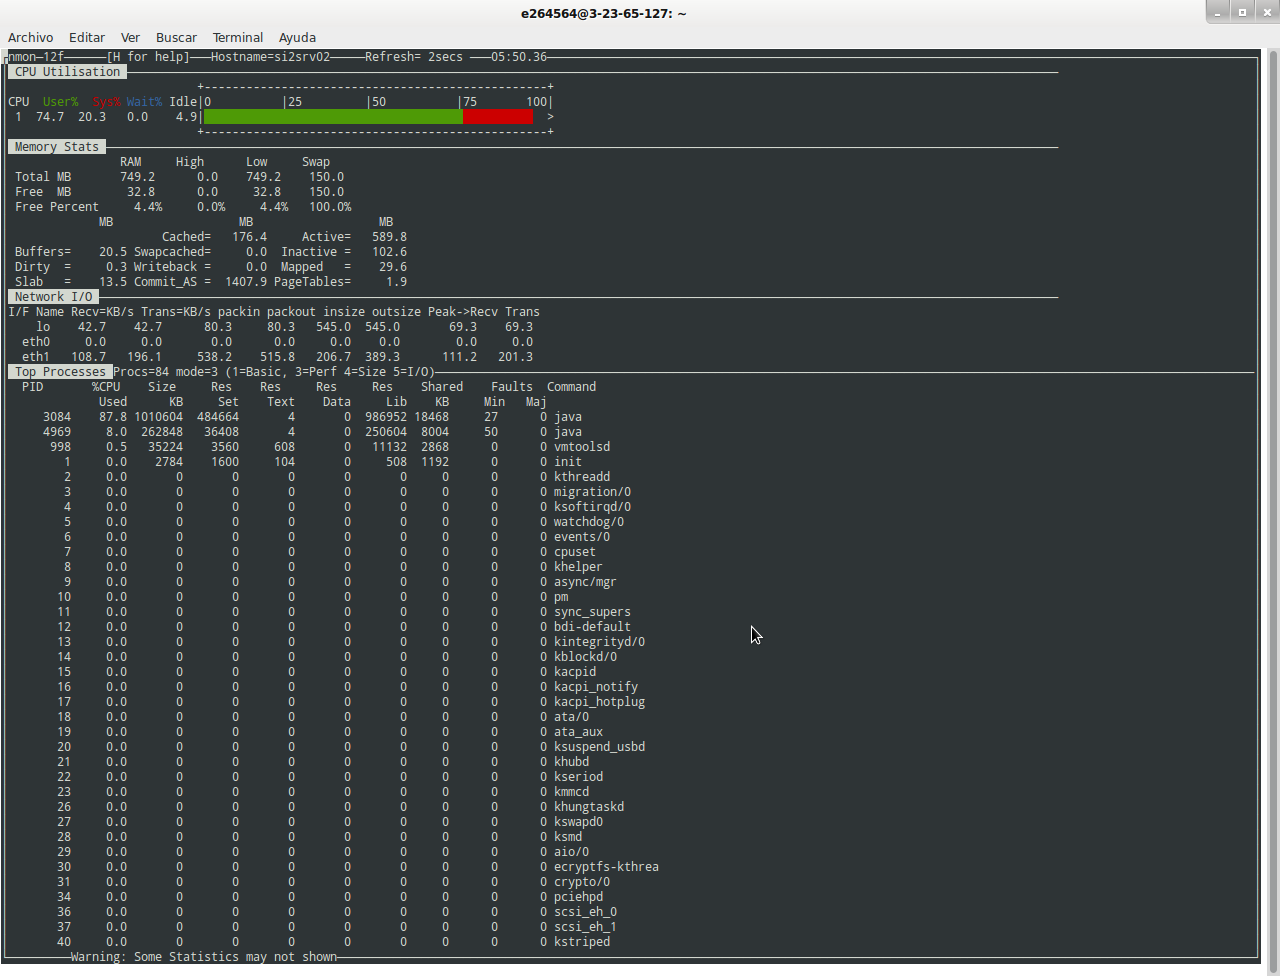 e264564@3-23-65-127: ~
Archivo Editar Ver Buscar Terminal Ayuda
nmon-12f [H for help] Hostname=si2srv02 Refresh= 2secs 05:50.36
CPU Utilisation
+-------------------------------------------------+
CPU User% Sys% Wait% Idle|0 |25 |50 |75 100|
1 74.7 20.3 0.0 4.9| >
+-------------------------------------------------+
Memory Stats
RAM High Low Swap
Total MB 749.2 0.0 749.2 150.0
Free MB 32.8 0.0 32.8 150.0
Free Percent 4.4% 0.0% 4.4% 100.0%
MB MB MB
Cached= 176.4 Active= 589.8
Buffers= 20.5 Swapcached= 0.0 Inactive = 102.6
Dirty = 0.3 Writeback = 0.0 Mapped = 29.6
Slab = 13.5 Commit_AS = 1407.9 PageTables= 1.9
Network I/O
I/F Name Recv=KB/s Trans=KB/s packin packout insize outsize Peak->Recv Trans
lo 42.7 42.7 80.3 80.3 545.0 545.0 69.3 69.3
eth0 0.0 0.0 0.0 0.0 0.0 0.0 0.0 0.0
eth1 108.7 196.1 538.2 515.8 206.7 389.3 111.2 201.3
Top Processes Procs=84 mode=3 (1=Basic, 3=Perf 4=Size 5=I/O)
PID %CPU Size Res Res Res Res Shared Faults Command
Used KB Set Text Data Lib KB Min Maj
3084 87.8 1010604 484664 4 0 986952 18468 27 0 java
4969 8.0 262848 36408 4 0 250604 8004 50 0 java
998 0.5 35224 3560 608 0 11132 2868 0 0 vmtoolsd
1 0.0 2784 1600 104 0 508 1192 0 0 init
2 0.0 0 0 0 0 0 0 0 0 kthreadd
3 0.0 0 0 0 0 0 0 0 0 migration/0
4 0.0 0 0 0 0 0 0 0 0 ksoftirqd/0
5 0.0 0 0 0 0 0 0 0 0 watchdog/0
6 0.0 0 0 0 0 0 0 0 0 events/0
7 0.0 0 0 0 0 0 0 0 0 cpuset
8 0.0 0 0 0 0 0 0 0 0 khelper
9 0.0 0 0 0 0 0 0 0 0 async/mgr
10 0.0 0 0 0 0 0 0 0 0 pm
11 0.0 0 0 0 0 0 0 0 0 sync_supers
12 0.0 0 0 0 0 0 0 0 0 bdi-default
13 0.0 0 0 0 0 0 0 0 0 kintegrityd/0
14 0.0 0 0 0 0 0 0 0 0 kblockd/0
15 0.0 0 0 0 0 0 0 0 0 kacpid
16 0.0 0 0 0 0 0 0 0 0 kacpi_notify
17 0.0 0 0 0 0 0 0 0 0 kacpi_hotplug
18 0.0 0 0 0 0 0 0 0 0 ata/0
19 0.0 0 0 0 0 0 0 0 0 ata_aux
20 0.0 0 0 0 0 0 0 0 0 ksuspend_usbd
21 0.0 0 0 0 0 0 0 0 0 khubd
22 0.0 0 0 0 0 0 0 0 0 kseriod
23 0.0 0 0 0 0 0 0 0 0 kmmcd
26 0.0 0 0 0 0 0 0 0 0 khungtaskd
27 0.0 0 0 0 0 0 0 0 0 kswapd0
28 0.0 0 0 0 0 0 0 0 0 ksmd
29 0.0 0 0 0 0 0 0 0 0 aio/0
30 0.0 0 0 0 0 0 0 0 0 ecryptfs-kthrea
31 0.0 0 0 0 0 0 0 0 0 crypto/0
34 0.0 0 0 0 0 0 0 0 0 pciehpd
36 0.0 0 0 0 0 0 0 0 0 scsi_eh_0
37 0.0 0 0 0 0 0 0 0 0 scsi_eh_1
40 0.0 0 0 0 0 0 0 0 0 kstriped
Warning: Some Statistics may not shown